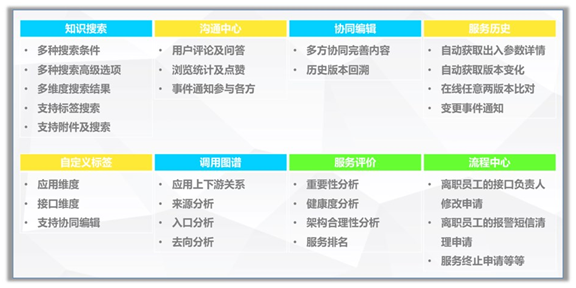 知识搜索
• 多种搜索条件
• 多种搜索高级选项
• 多维度搜索结果
• 支持标签搜索
• 支持附件及搜索
沟通中心
• 用户评论及问答
• 浏览统计及点赞
• 事件通知参与各方
协同编辑
• 多方协同完善内容
• 历史版本回溯
服务历史
• 自动获取出入参数详情
• 自动获取版本变化
• 在线任意两版本比对
• 变更事件通知
自定义标签
• 应用维度
• 接口维度
• 支持协同编辑
调用图谱
• 应用上下游关系
• 来源分析
• 入口分析
• 去向分析
服务评价
• 重要性分析
• 健康度分析
• 架构合理性分析
• 服务排名
流程中心
• 离职员工的接口负责人
修改申请
• 离职员工的报警短信清
理申请
• 服务终止申请等等